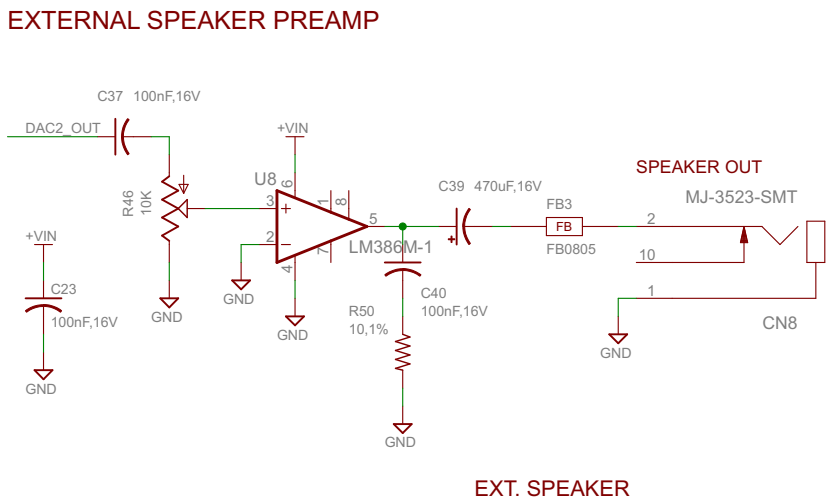 EXTERNAL SPEAKER PREAMP
C37 100nF,16V
DAC2_OUT
+VIN
SPEAKER OUT
U8
6
1
8
C39 470uF,16V
MJ-3523-SMT
R46
10K
3
+
5
FB3
FB
FB0805
2
+VIN
2
-
7
4
LM386M-1
+
10
C23
100nF,16V
GND
GND
GND
C40
100nF,16V
R50
10,1%
1
CN8
GND
GND
GND
GND
EXT. SPEAKER